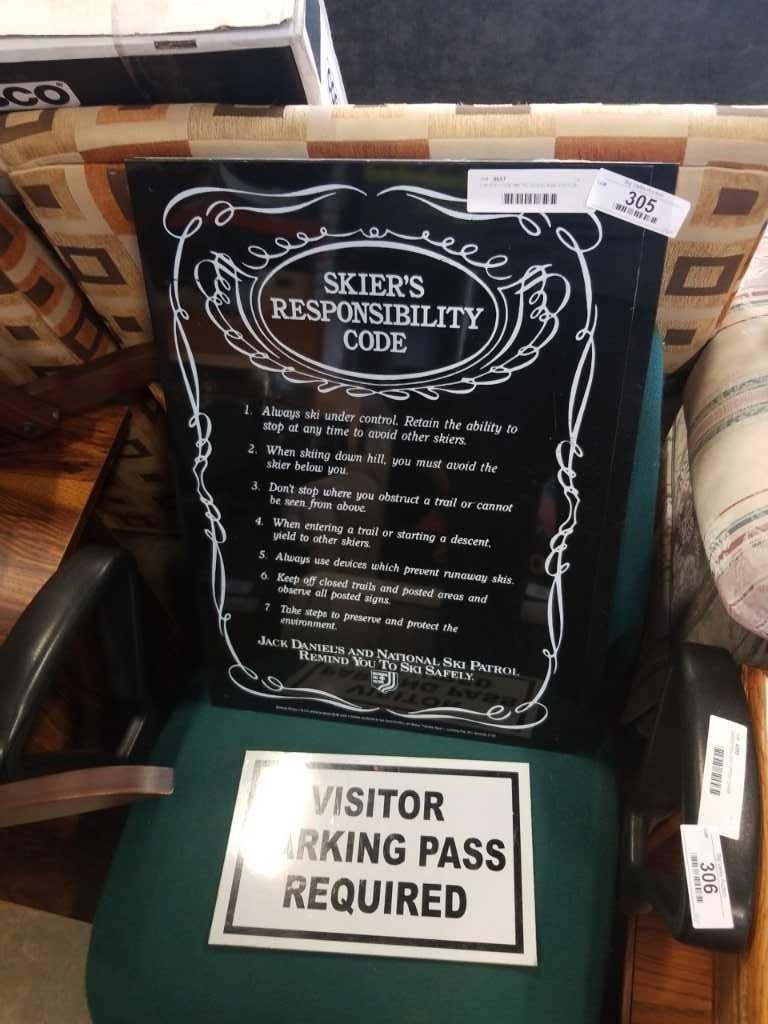 305
SKIER'S
RESPONSIBILITY
CODE
1. Always ski under control. Retain the ability to
stop at any time to avoid other skiers.
2. When skiing down hill, you must avoid the
skier below you.
3. Don't stop where you obstruct a trail or cannot
be seen from above.
4. When entering a trail or starting a descent,
yield to other skiers.
5. Always use devices which prevent runaway skis.
6. Keep off closed trails and posted areas and
observe all posted signs.
7. Take steps to preserve and protect the
environment.
JACK DANIEL'S AND NATIONAL SKI PATROL
REMIND YOU TO SKI SAFELY.
VISITOR
PARKING PASS
REQUIRED
306